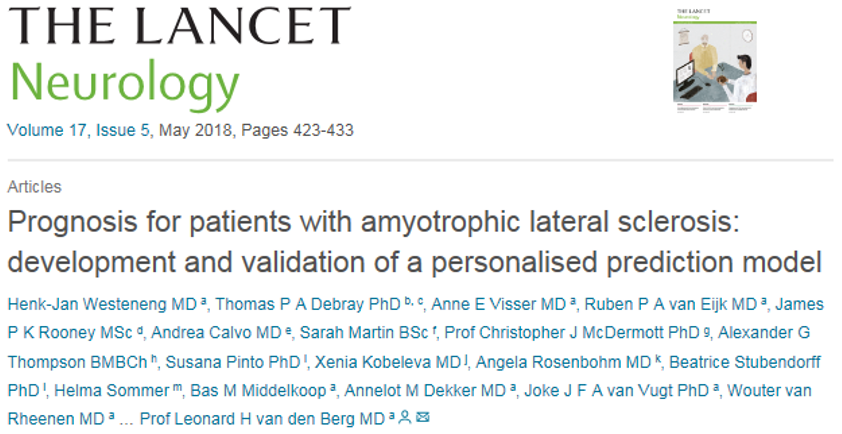 THE LANCET
Neurology
Volume 17, Issue 5, May 2018, Pages 423-433
Articles
Prognosis for patients with amyotrophic lateral sclerosis:
development and validation of a personalised prediction model
Henk-Jan Westeneng MD a, Thomas P A Debray PhD b, c, Anne E Visser MD a, Ruben P A van Eijk MD a, James
P K Rooney MSc d, Andrea Calvo MD e, Sarah Martin BSc f, Prof Christopher J McDermott PhD g, Alexander G
Thompson BMBCh h, Susana Pinto PhD i, Xenia Kobeleva MD j, Angela Rosenbohm MD k, Beatrice Stubendorff
PhD l, Helma Sommer m, Bas M Middelkoop a, Annelot M Dekker MD a, Joke J F A van Vugt PhD a, Wouter van
Rheenen MD a ... Prof Leonard H van den Berg MD a
THE LANCET
Neurology